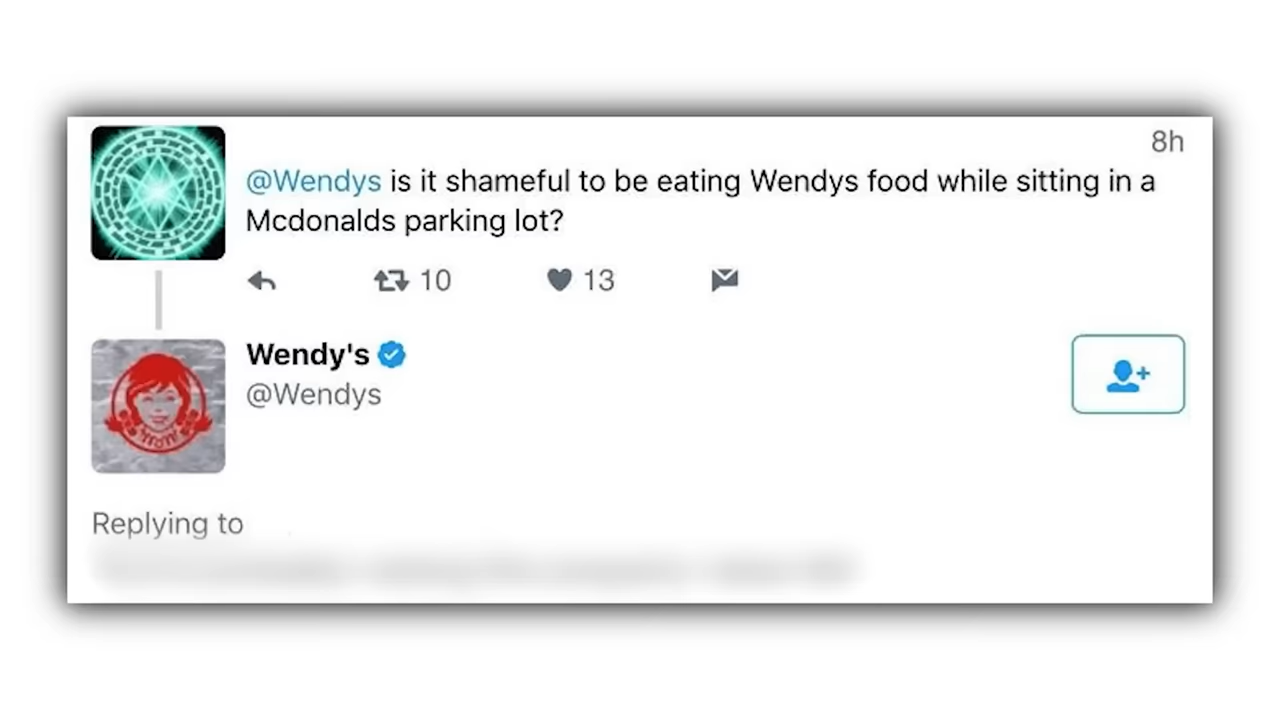 8h
@Wendys is it shameful to be eating Wendys food while sitting in a
Mcdonalds parking lot?
10 13
Wendy's
@Wendys
Replying to